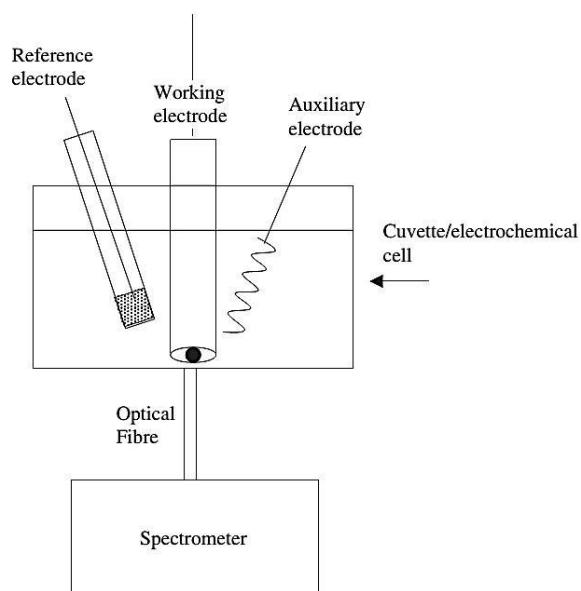 Reference
electrode
Working
electrode
Auxiliary
electrode
Cuvette/electrochemical
cell
Optical
Fibre
Spectrometer